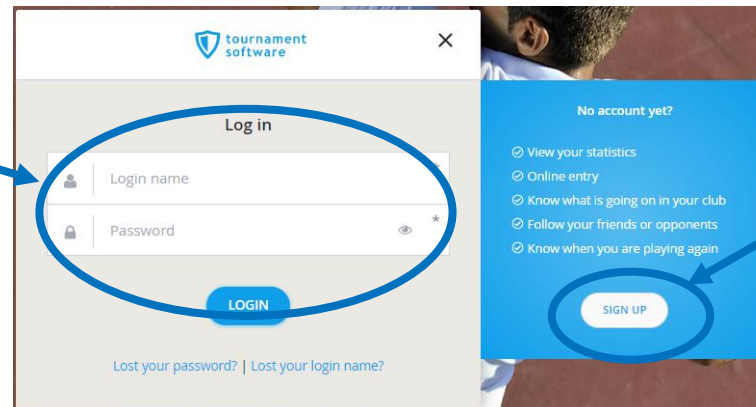 tournament
software
Log in
Login name
*
Password
*
LOGIN
Lost your password? | Lost your login name?
No account yet?
View your statistics
Online entry
Know what is going on in your club
Follow your friends or opponents
Know when you are playing again
SIGN UP